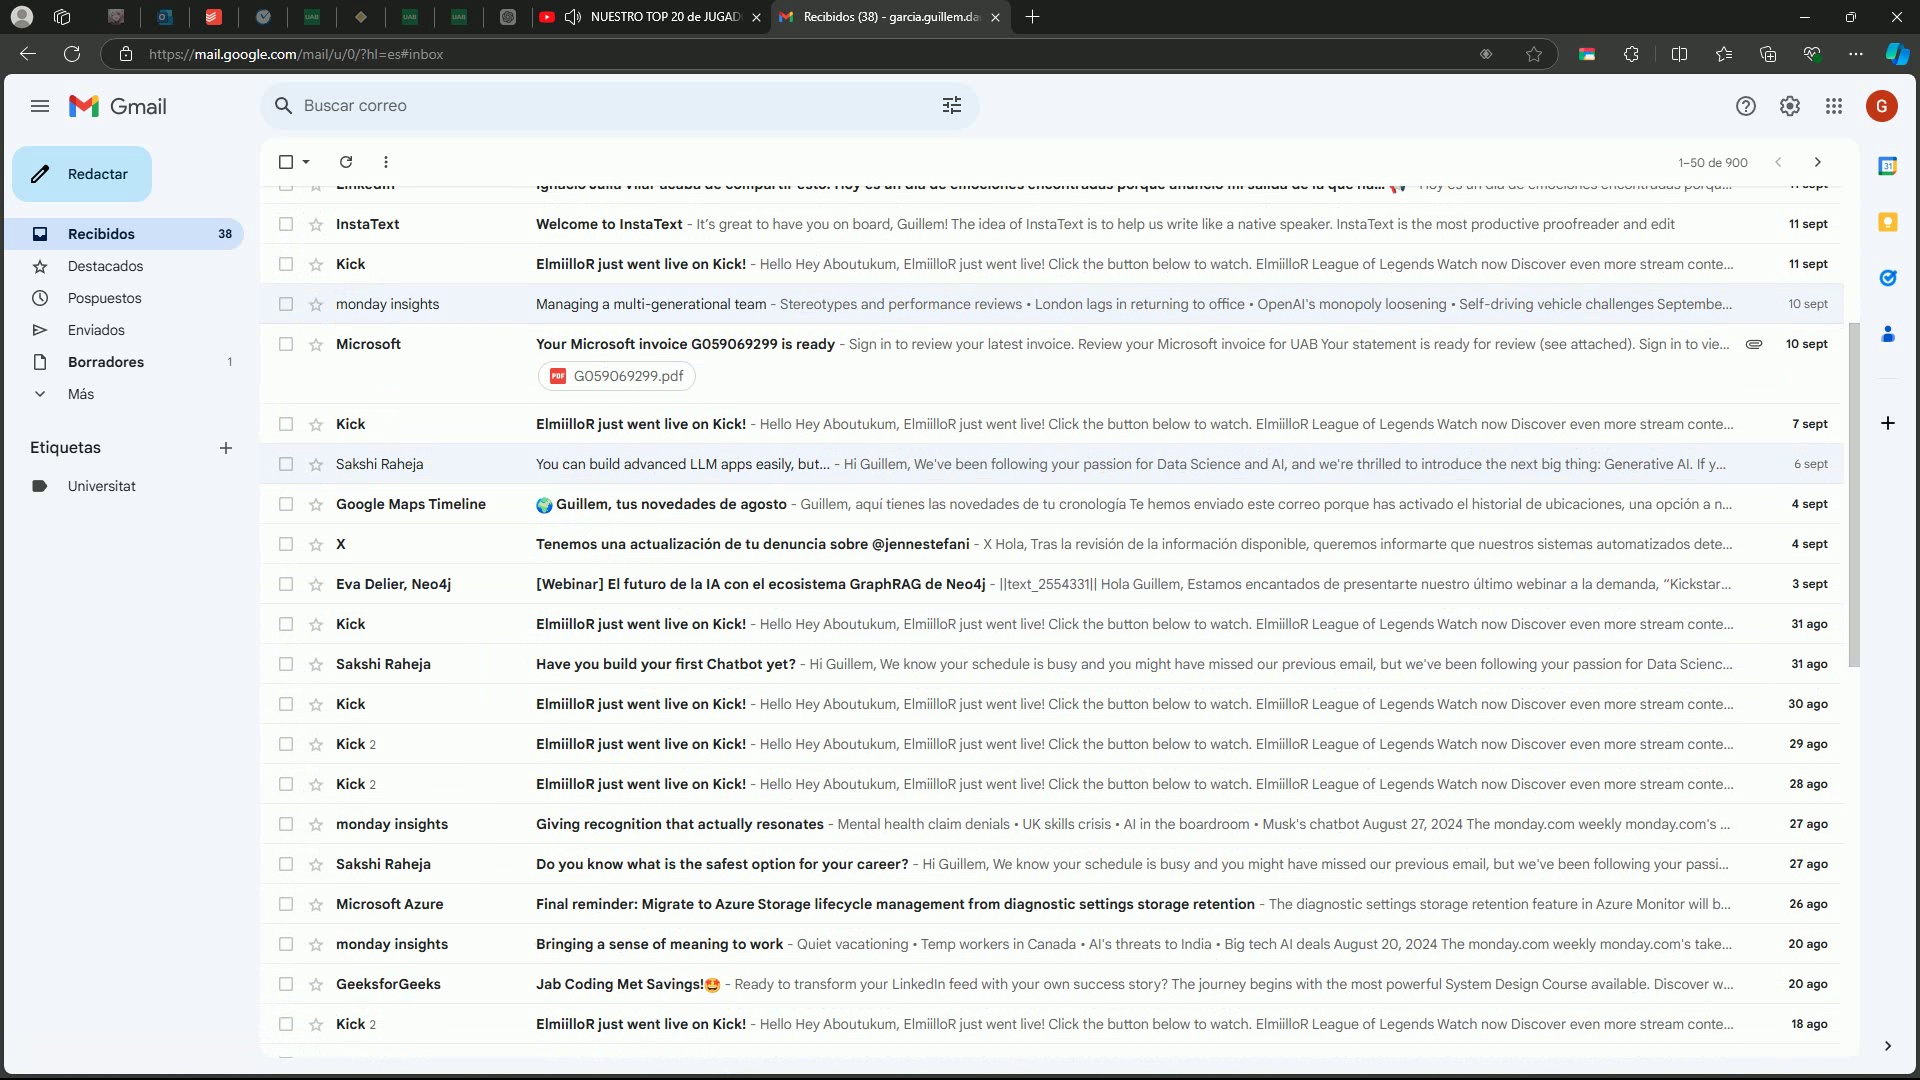 NUESTRO TOP 20 de JUGAD
Recibidos (38) - garcia.guillem.da
https://mail.google.com/mail/u/0/?hl=es#inbox
Gmail
Buscar correo
G
Redactar
1–50 de 900
Recibidos 38
Destacados
Pospuestos
Enviados
Borradores 1
Más
Etiquetas
Universitat
LinkedIn Ignacio Julià Vilar acaba de compartir esto: Hoy es un día de emociones encontradas porque anuncio mi salida de la que ha... - Hoy es un día de emociones encontradas porqu... 11 sept
InstaText Welcome to InstaText - It's great to have you on board, Guillem! The idea of InstaText is to help us write like a native speaker. InstaText is the most productive proofreader and edit 11 sept
Kick ElmiilloR just went live on Kick! - Hello Hey Aboutukum, ElmiilloR just went live! Click the button below to watch. ElmiilloR League of Legends Watch now Discover even more stream conte... 11 sept
monday insights Managing a multi-generational team - Stereotypes and performance reviews • London lags in returning to office • OpenAI's monopoly loosening • Self-driving vehicle challenges Septembe... 10 sept
Microsoft Your Microsoft invoice G059069299 is ready - Sign in to review your latest invoice. Review your Microsoft invoice for UAB Your statement is ready for review (see attached). Sign in to vie... 10 sept
PDF G059069299.pdf
Kick ElmiilloR just went live on Kick! - Hello Hey Aboutukum, ElmiilloR just went live! Click the button below to watch. ElmiilloR League of Legends Watch now Discover even more stream conte... 7 sept
Sakshi Raheja You can build advanced LLM apps easily, but... - Hi Guillem, We've been following your passion for Data Science and AI, and we're thrilled to introduce the next big thing: Generative AI. If y... 6 sept
Google Maps Timeline 🌍 Guillem, tus novedades de agosto - Guillem, aquí tienes las novedades de tu cronología Te hemos enviado este correo porque has activado el historial de ubicaciones, una opción a n... 4 sept
X Tenemos una actualización de tu denuncia sobre @jennestefani - X Hola, Tras la revisión de la información disponible, queremos informarte que nuestros sistemas automatizados dete... 4 sept
Eva Delier, Neo4j [Webinar] El futuro de la IA con el ecosistema GraphRAG de Neo4j - ||text_2554331|| Hola Guillem, Estamos encantados de presentarte nuestro último webinar a la demanda, “Kickstar... 3 sept
Kick ElmiilloR just went live on Kick! - Hello Hey Aboutukum, ElmiilloR just went live! Click the button below to watch. ElmiilloR League of Legends Watch now Discover even more stream conte... 31 ago
Sakshi Raheja Have you build your first Chatbot yet? - Hi Guillem, We know your schedule is busy and you might have missed our previous email, but we've been following your passion for Data Scienc... 31 ago
Kick ElmiilloR just went live on Kick! - Hello Hey Aboutukum, ElmiilloR just went live! Click the button below to watch. ElmiilloR League of Legends Watch now Discover even more stream conte... 30 ago
Kick 2 ElmiilloR just went live on Kick! - Hello Hey Aboutukum, ElmiilloR just went live! Click the button below to watch. ElmiilloR League of Legends Watch now Discover even more stream conte... 29 ago
Kick 2 ElmiilloR just went live on Kick! - Hello Hey Aboutukum, ElmiilloR just went live! Click the button below to watch. ElmiilloR League of Legends Watch now Discover even more stream conte... 28 ago
monday insights Giving recognition that actually resonates - Mental health claim denials • UK skills crisis • AI in the boardroom • Musk's chatbot August 27, 2024 The monday.com weekly monday.com's ... 27 ago
Sakshi Raheja Do you know what is the safest option for your career? - Hi Guillem, We know your schedule is busy and you might have missed our previous email, but we've been following your passi... 27 ago
Microsoft Azure Final reminder: Migrate to Azure Storage lifecycle management from diagnostic settings storage retention - The diagnostic settings storage retention feature in Azure Monitor will b... 26 ago
monday insights Bringing a sense of meaning to work - Quiet vacationing • Temp workers in Canada • AI's threats to India • Big tech AI deals August 20, 2024 The monday.com weekly monday.com's take... 20 ago
GeeksforGeeks Jab Coding Met Savings!🤩 - Ready to transform your LinkedIn feed with your own success story? The journey begins with the most powerful System Design Course available. Discover w... 20 ago
Kick 2 ElmiilloR just went live on Kick! - Hello Hey Aboutukum, ElmiilloR just went live! Click the button below to watch. ElmiilloR League of Legends Watch now Discover even more stream conte... 18 ago